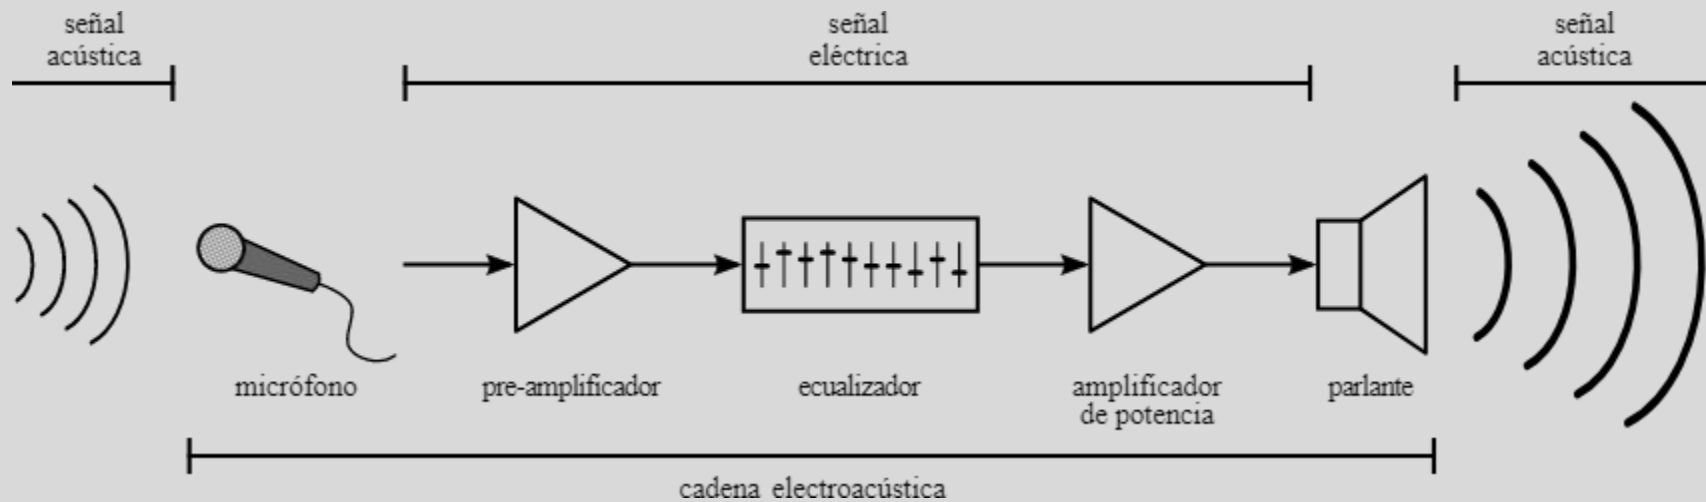 señal
acústica
señal
eléctrica
señal
acústica
micrófono
pre-amplificador
ecualizador
amplificador
de potencia
parlante
cadena electroacústica